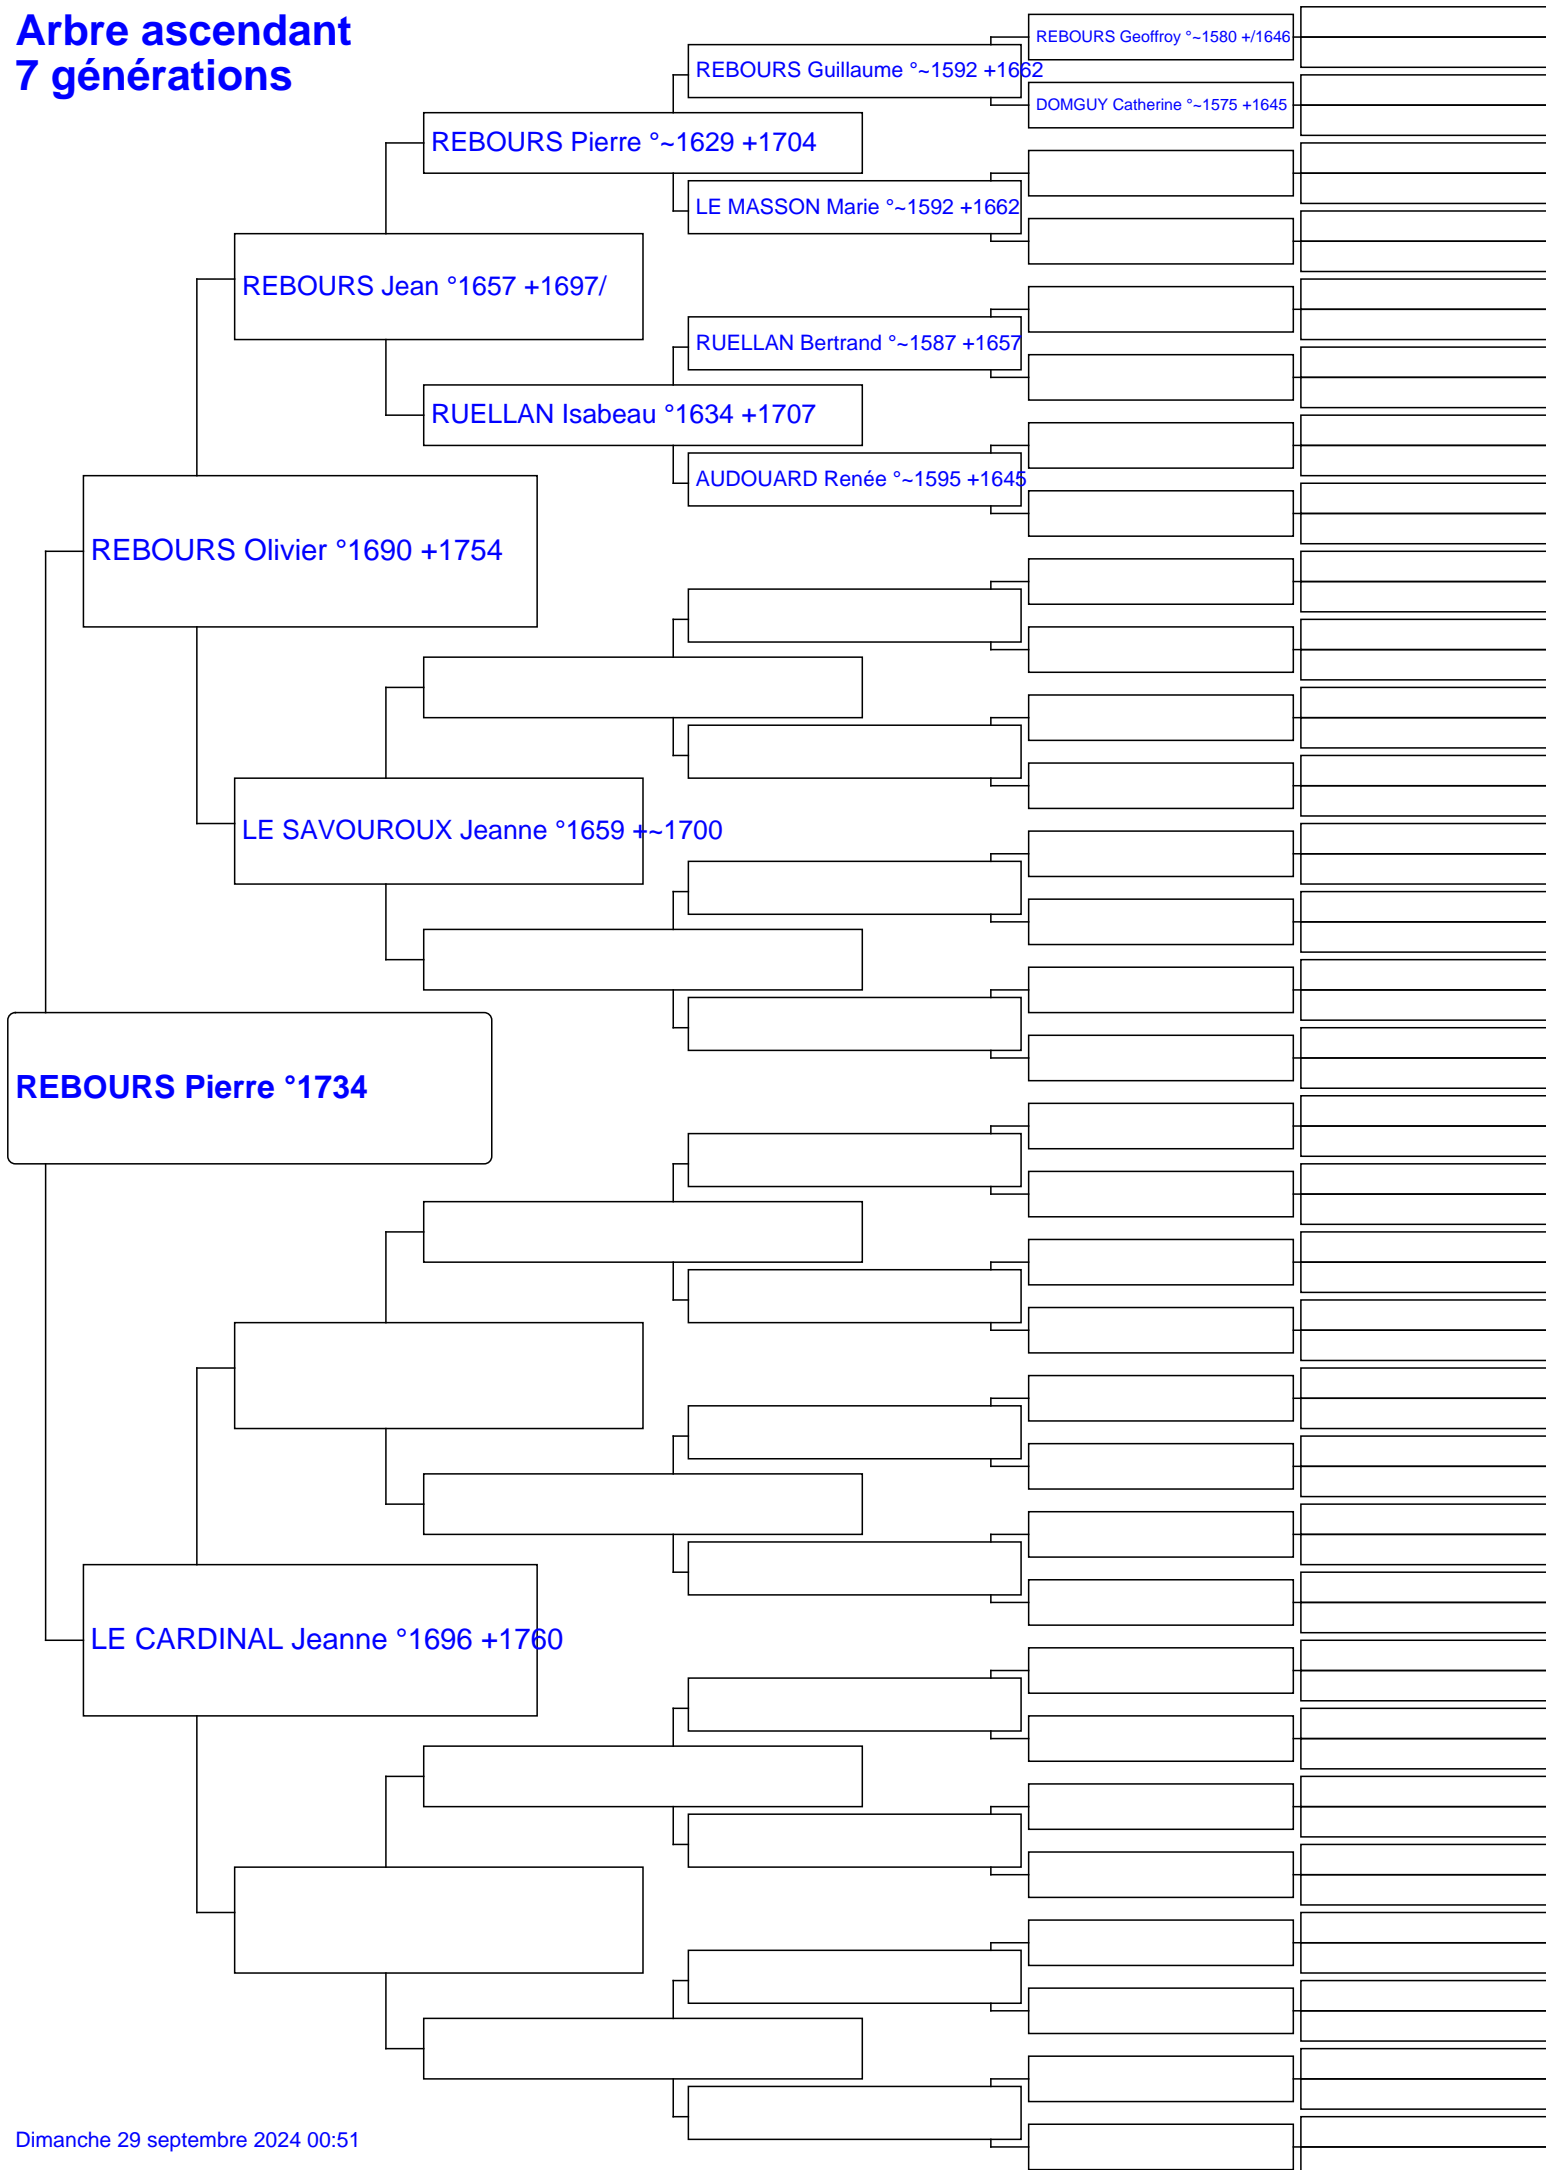 Arbre ascendant
7 générations
REBOURS Geoffroy °~1580 +/1646
REBOURS Guillaume °~1592 +1662
DOMGUY Catherine °~1575 +1645
REBOURS Pierre °~1629 +1704
LE MASSON Marie °~1592 +1662
REBOURS Jean °1657 +1697/
RUELLAN Bertrand °~1587 +1657
RUELLAN Isabeau °1634 +1707
AUDOUARD Renée °~1595 +1645
REBOURS Olivier °1690 +1754
LE SAVOUROUX Jeanne °1659 +~1700
REBOURS Pierre °1734
LE CARDINAL Jeanne °1696 +1760
Dimanche 29 septembre 2024 00:51